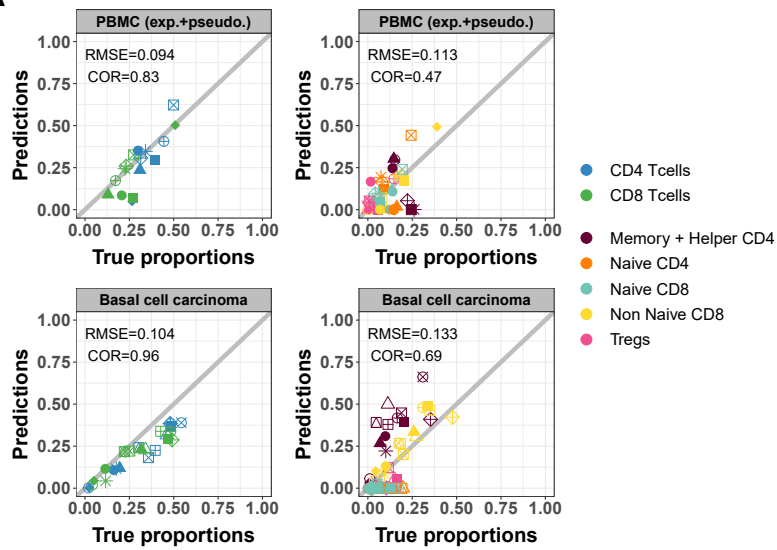 PBMC (exp.+pseudo.)
RMSE=0.094
COR=0.83
1.00
0.75
0.50
0.25
0.00
Predictions
0.00 0.25 0.50 0.75 1.00
True proportions
PBMC (exp.+pseudo.)
RMSE=0.113
COR=0.47
1.00
0.75
0.50
0.25
0.00
Predictions
0.00 0.25 0.50 0.75 1.00
True proportions
CD4 Tcells
CD8 Tcells
Memory + Helper CD4
Naive CD4
Naive CD8
Non Naive CD8
Tregs
Basal cell carcinoma
RMSE=0.104
COR=0.96
1.00
0.75
0.50
0.25
0.00
Predictions
0.00 0.25 0.50 0.75 1.00
True proportions
Basal cell carcinoma
RMSE=0.133
COR=0.69
1.00
0.75
0.50
0.25
0.00
Predictions
0.00 0.25 0.50 0.75 1.00
True proportions